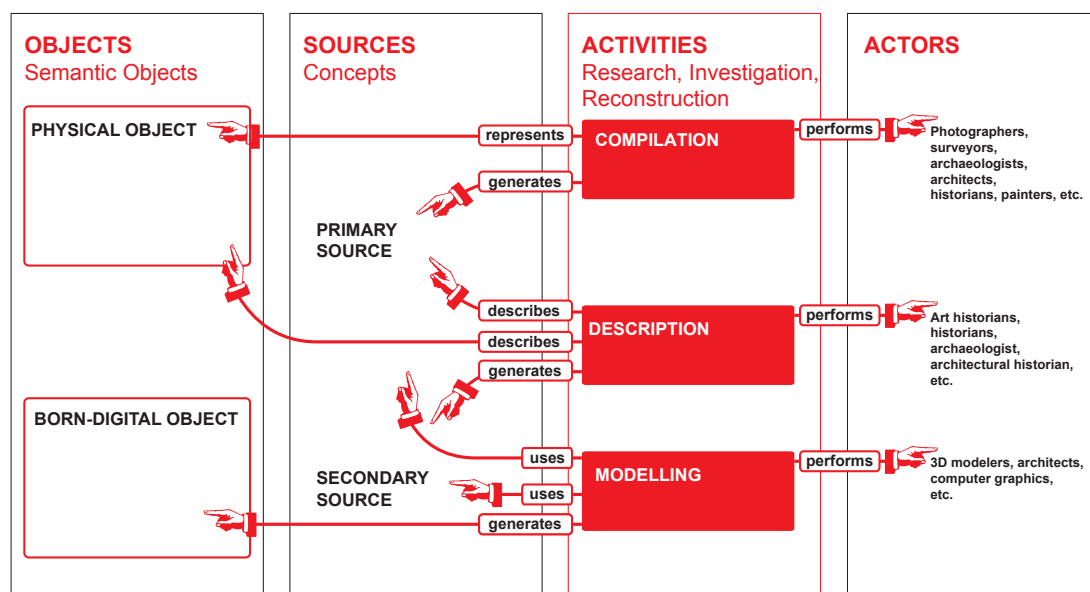 OBJECTS
Semantic Objects
SOURCES
Concepts
ACTIVITIES
Research, Investigation,
Reconstruction
ACTORS
PHYSICAL OBJECT
represents
COMPILATION
performs
Photographers,
surveyors,
archaeologists,
architects,
historians, painters, etc.
generates
PRIMARY
SOURCE
describes
DESCRIPTION
performs
Art historians,
historians,
archaeologist,
architectural historian,
etc.
describes
generates
BORN-DIGITAL OBJECT
uses
MODELLING
performs
3D modelers, architects,
computer graphics,
etc.
SECONDARY
SOURCE
uses
generates